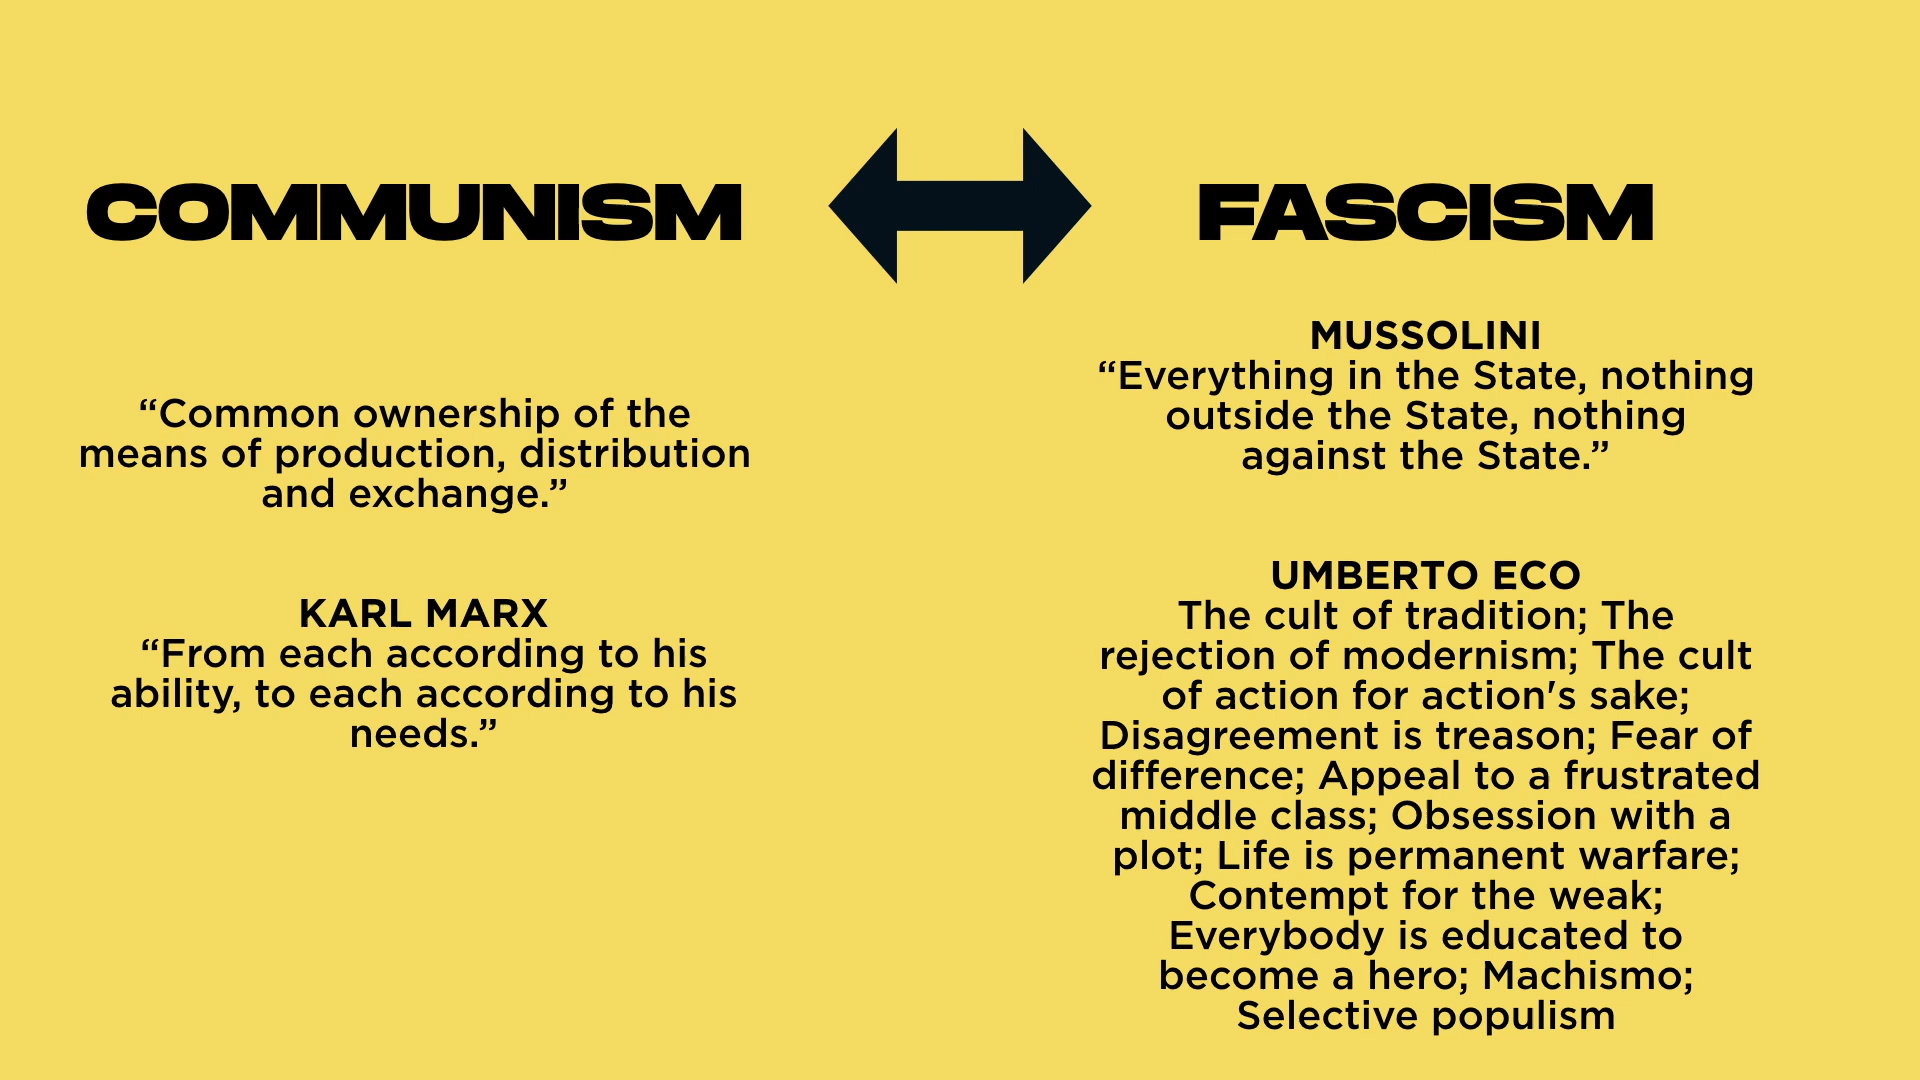 COMMUNISM
“Common ownership of the
means of production, distribution
and exchange.”
KARL MARX
“From each according to his
ability, to each according to his
needs.”
FASCISM
MUSSOLINI
“Everything in the State, nothing
outside the State, nothing
against the State.”
UMBERTO ECO
The cult of tradition; The
rejection of modernism; The cult
of action for action's sake;
Disagreement is treason; Fear of
difference; Appeal to a frustrated
middle class; Obsession with a
plot; Life is permanent warfare;
Contempt for the weak;
Everybody is educated to
become a hero; Machismo;
Selective populism